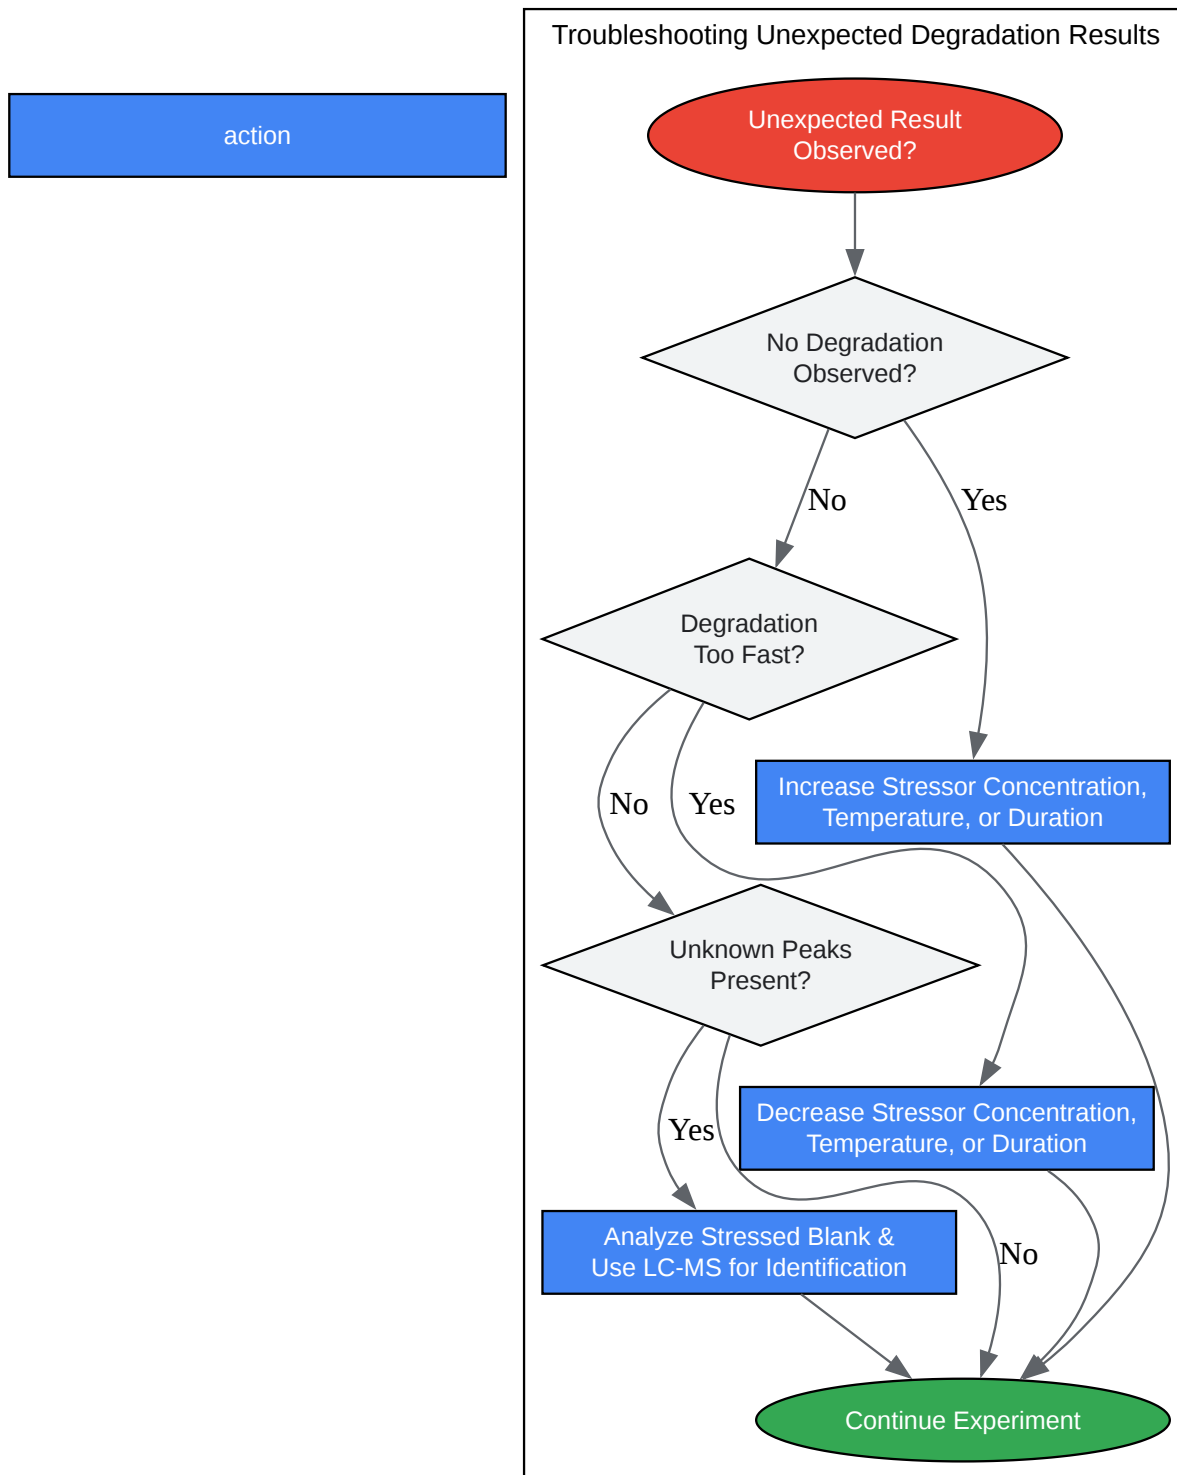 Troubleshooting Unexpected Degradation Results
action
Unexpected Result
Observed?
No Degradation
Observed?
No
Yes
Degradation
Too Fast?
No
Yes
Increase Stressor Concentration,
Temperature, or Duration
Unknown Peaks
Present?
Yes
Decrease Stressor Concentration,
Temperature, or Duration
Analyze Stressed Blank &
Use LC-MS for Identification
No
Continue Experiment